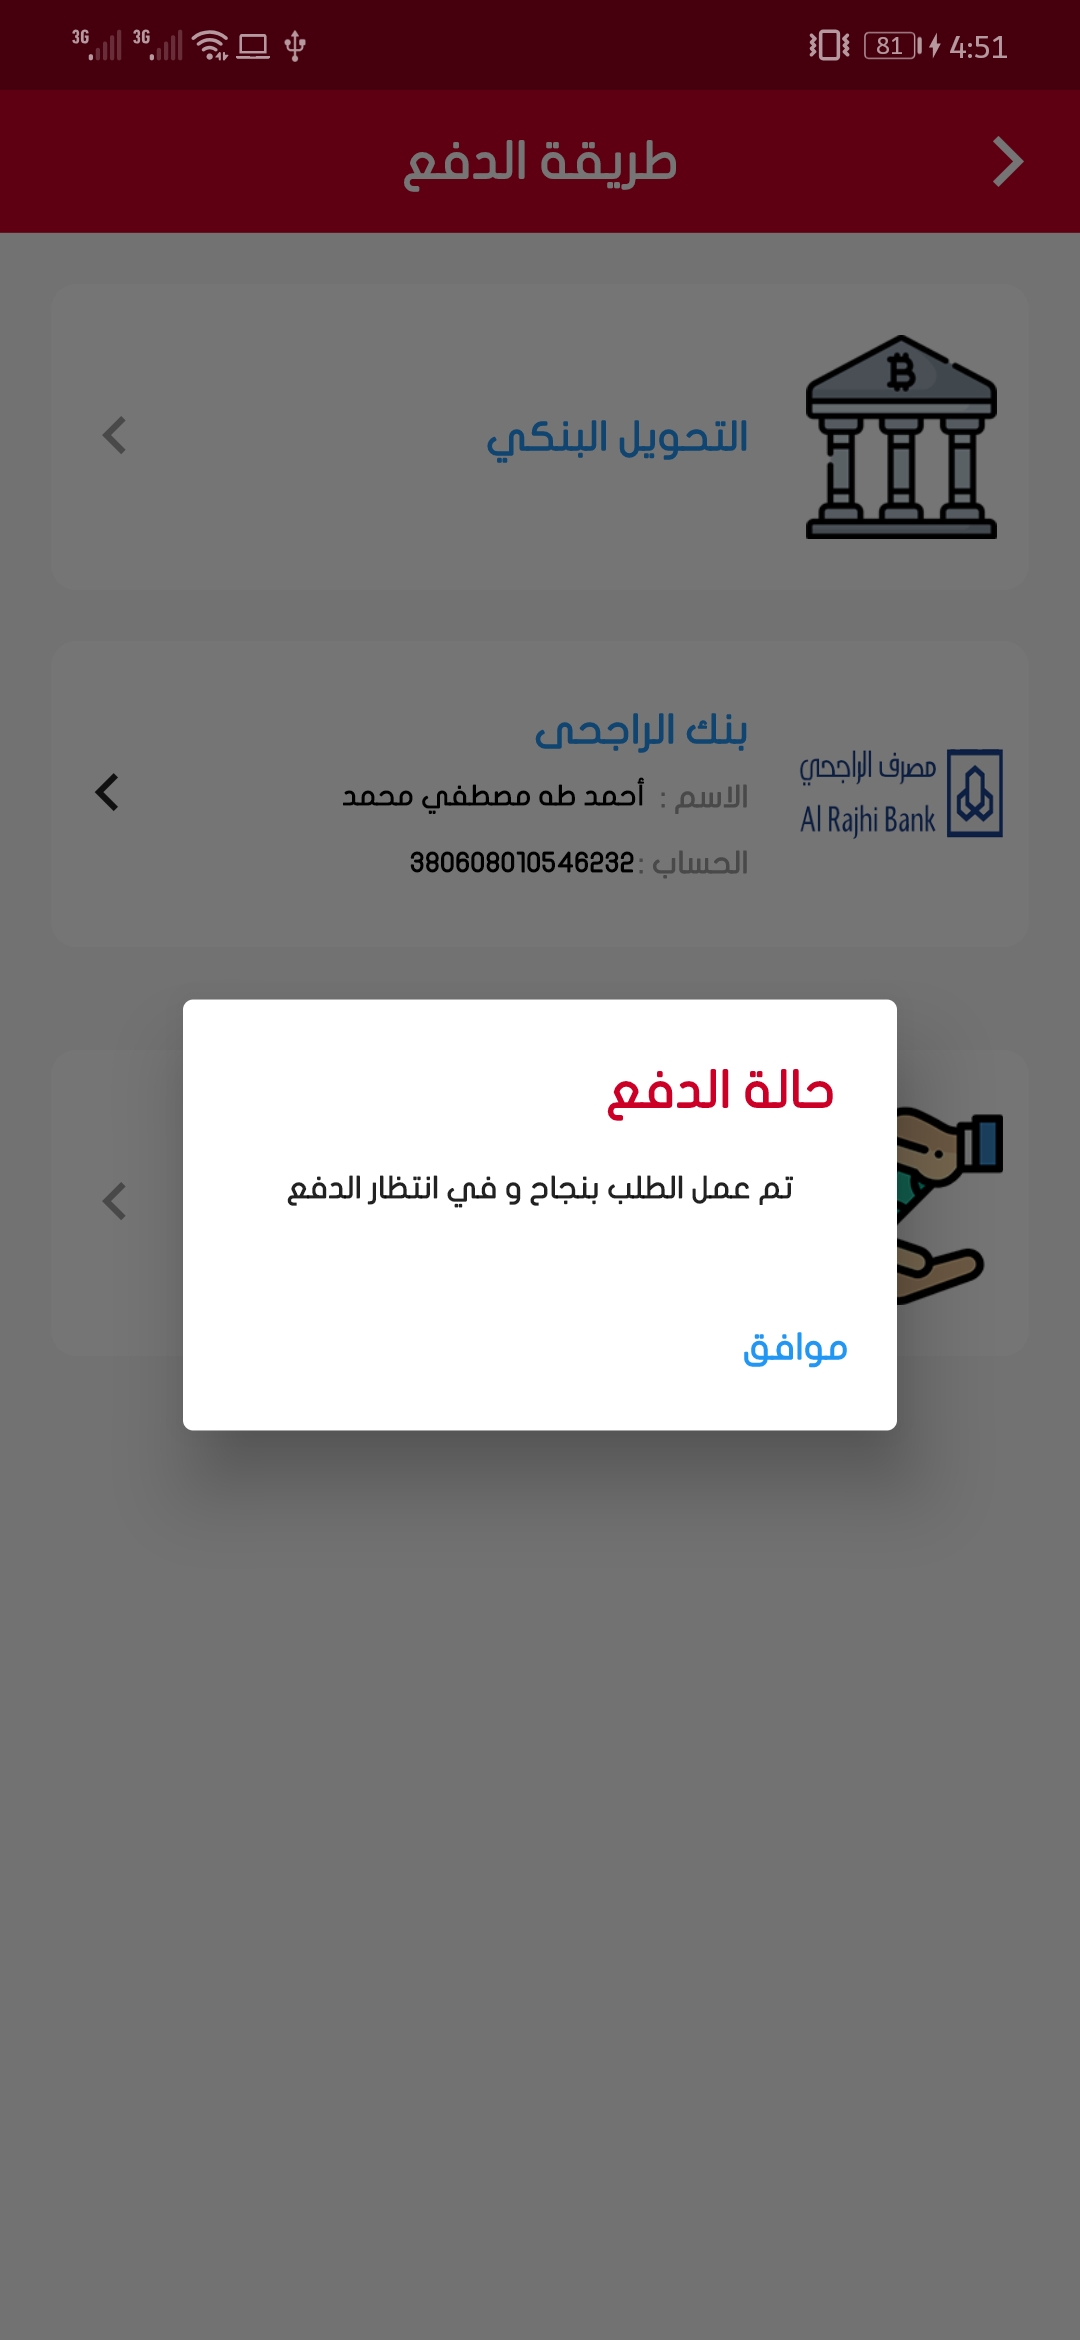 3G 3G 81 4:51
طريقة الدفع
التحويل البنكي
بنك الراجحى
الاسم : أحمد طه مصطفي محمد
الحساب :380608010546232
مصرف الراجحي
Al Rajhi Bank
حالة الدفع
تم عمل الطلب بنجاح و في انتظار الدفع
موافق